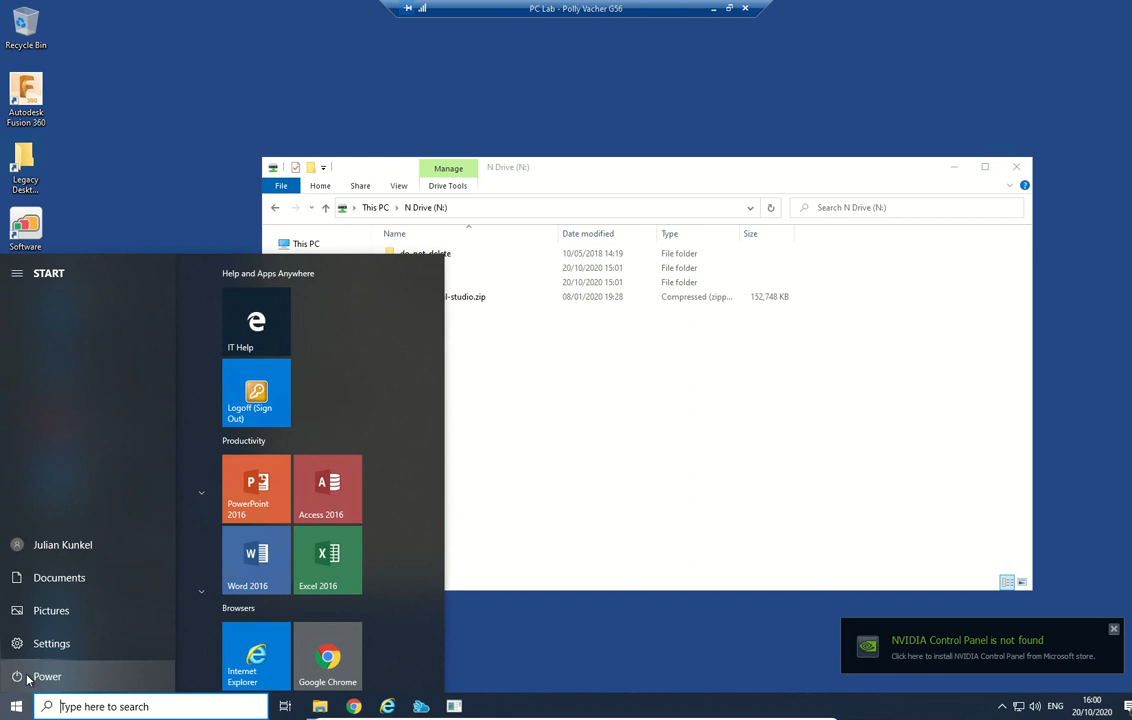 PC Lab - Polly Vacher G56
Recycle Bin
Autodesk
Fusion 360
Legacy
Deskt...
Software
Manage
N Drive (N:)
File
Home
Share
View
Drive Tools
This PC
N Drive (N:)
Search N Drive (N:)
Name
Date modified
Type
Size
This PC
do_not_delete
10/05/2018 14:19
File folder
20/10/2020 15:01
File folder
20/10/2020 15:01
File folder
il-studio.zip
08/01/2020 19:28
Compressed (zipp...
152,748 KB
START
Help and Apps Anywhere
IT Help
Logoff (Sign
Out)
Productivity
PowerPoint
2016
Access 2016
Word 2016
Excel 2016
Browsers
Internet
Explorer
Google Chrome
Julian Kunkel
Documents
Pictures
Settings
Power
NVIDIA Control Panel is not found
Click here to install NVIDIA Control Panel from Microsoft store.
Type here to search
ENG
16:00
20/10/2020